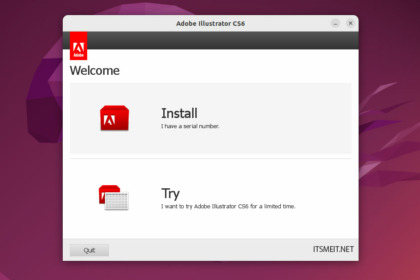 Adobe Illustrator CS6
Adobe
Welcome
Install
I have a serial number.
Try
I want to try Adobe Illustrator CS6 for a limited time.
Quit
ITSMEIT.NET